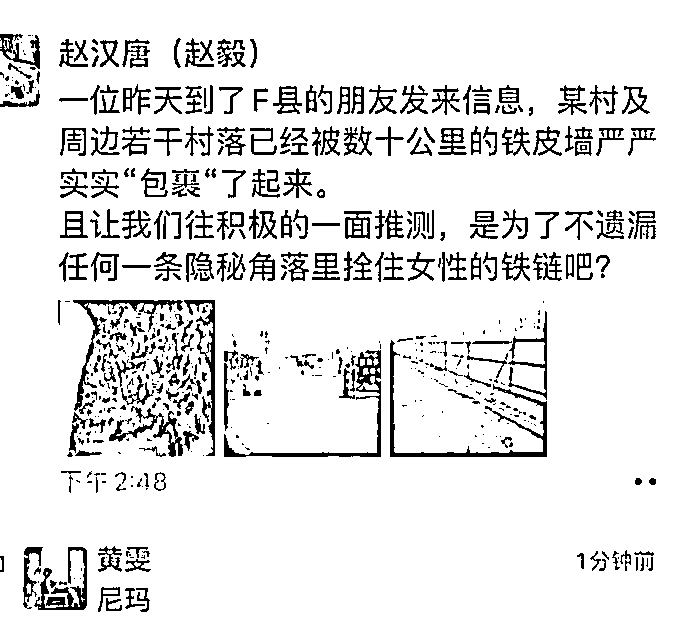 赵汉唐（赵毅）
一位昨天到了F县的朋友发来信息，某村及
周边若干村落已经被数十公里的铁皮墙严严
实实“包裹“了起来。
且让我们往积极的一面推测，是为了不遗漏
任何一条隐秘角落里拴住女性的铁链吧？
下午2:48
黄雯
1分钟前
尼玛